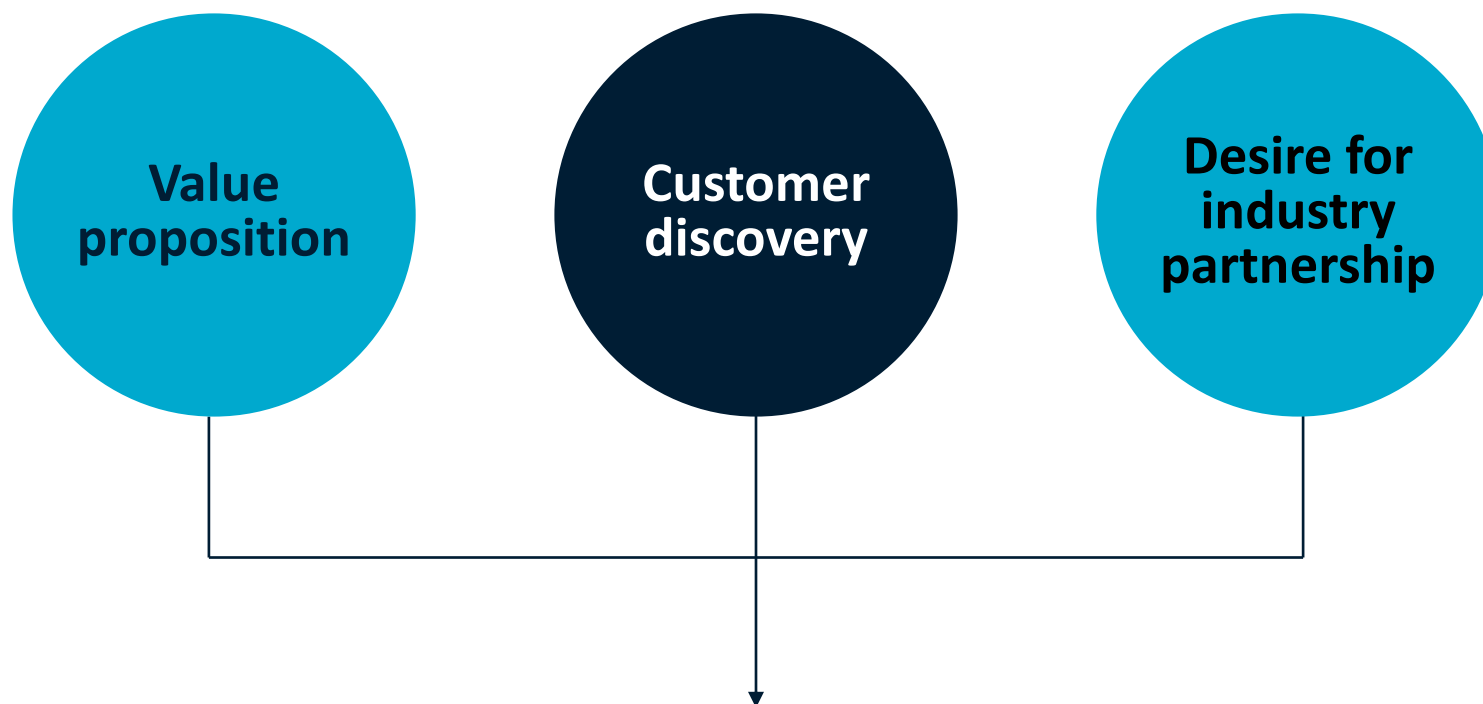 Value
proposition
Customer
discovery
Desire for
industry
partnership